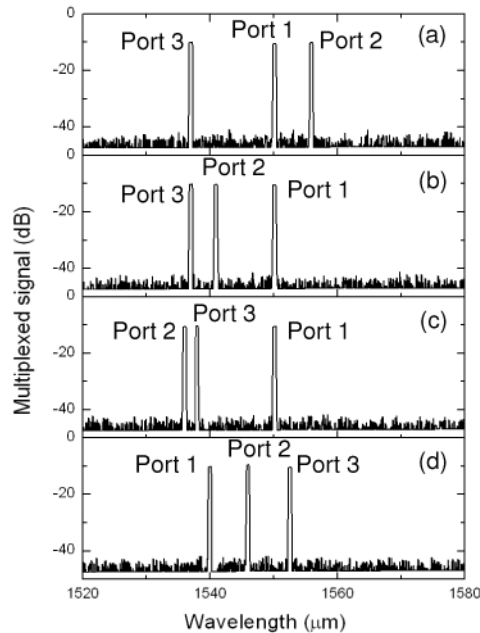 0
Port 3
Port 1
Port 2
(a)
-20
-40
0
Port 3
Port 2
Port 1
(b)
-20
-40
0
Port 2
Port 3
Port 1
(c)
-20
-40
0
Port 1
Port 2
Port 3
(d)
-20
-40
1520
1540
1560
1580
Multiplexed signal (dB)
Wavelength (μm)